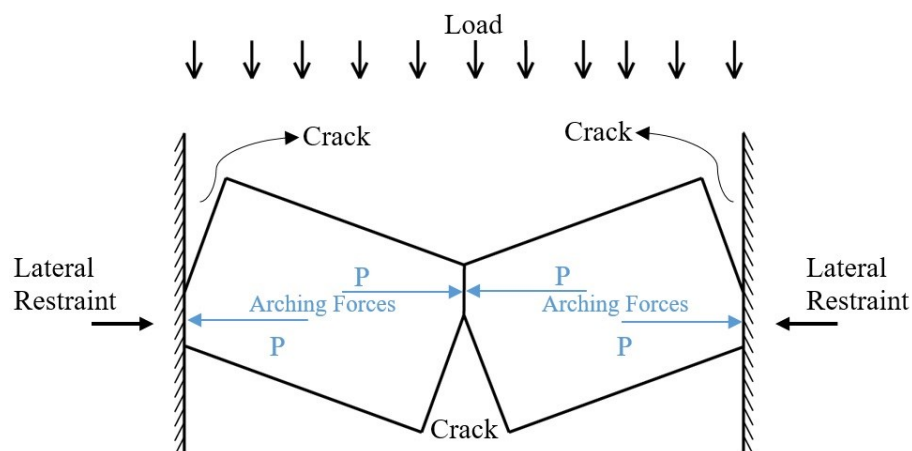 Load
Crack
Crack
Lateral
Restraint
P
P
Lateral
Restraint
Arching Forces
Arching Forces
P
P
Crack